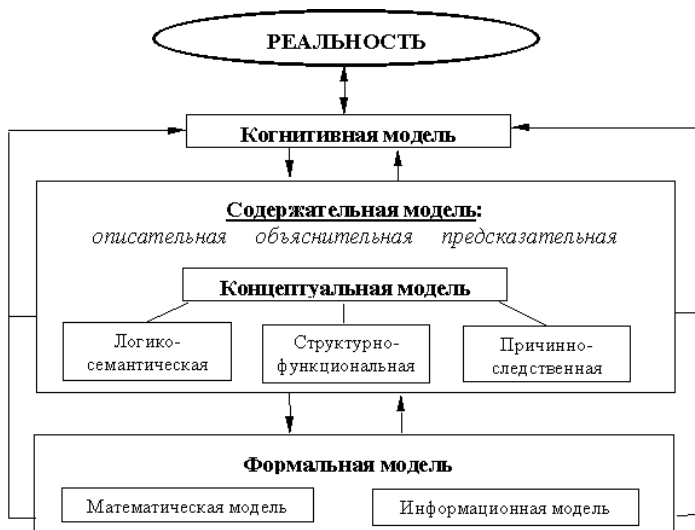 РЕАЛЬНОСТЬ
Когнитивная модель
Содержательная модель:
описательная объяснительная предсказательная
Концептуальная модель
Логико-
семантическая
Структурно-
функциональная
Причинно-
следственная
Формальная модель
Математическая модель
Информационная модель